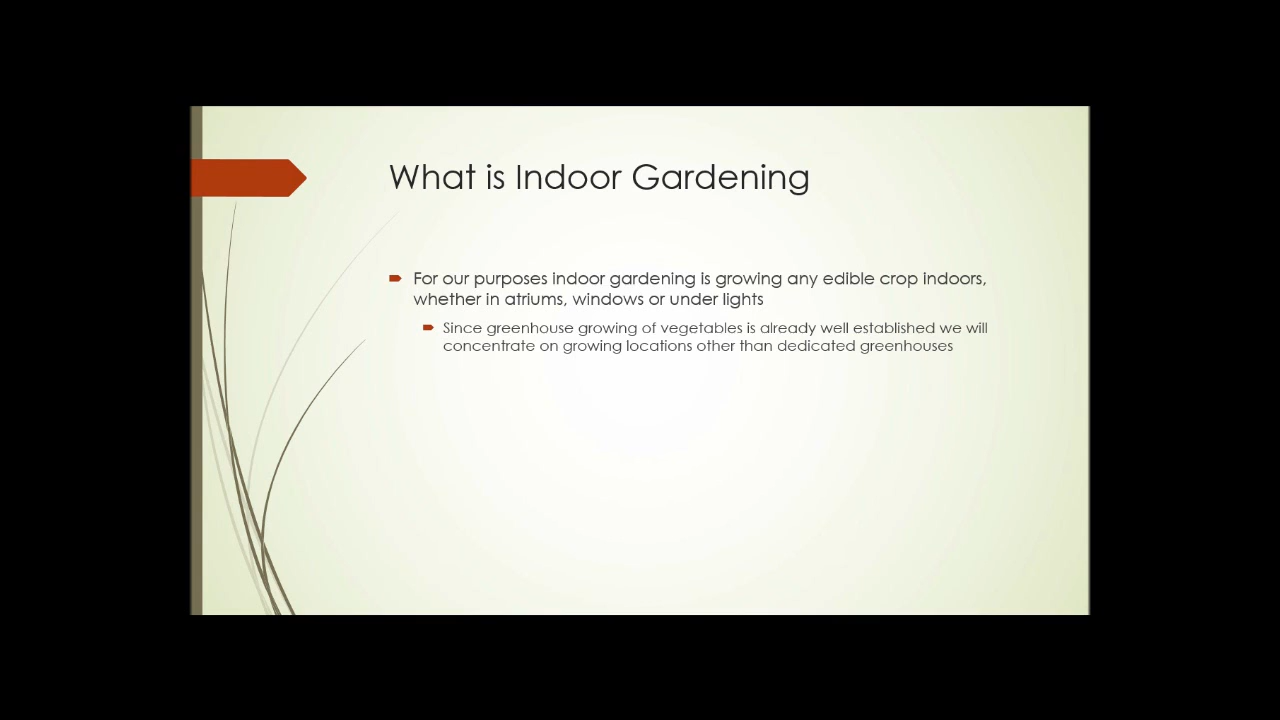 What is Indoor Gardening
For our purposes indoor gardening is growing any edible crop indoors,
whether in atriums, windows or under lights
Since greenhouse growing of vegetables is already well established we will
concentrate on growing locations other than dedicated greenhouses